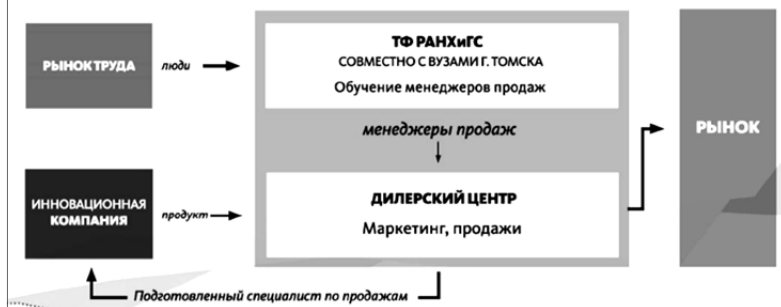 РЫНОК ТРУДА
люди
ТФ РАНХиГС
СОВМЕСТНО С ВУЗАМИ Г. ТОМСКА
Обучение менеджеров продаж
менеджеры продаж
РЫНОК
ИННОВАЦИОННАЯ
КОМПАНИЯ
продукт
ДИЛЕРСКИЙ ЦЕНТР
Маркетинг, продажи
Подготовленный специалист по продажам